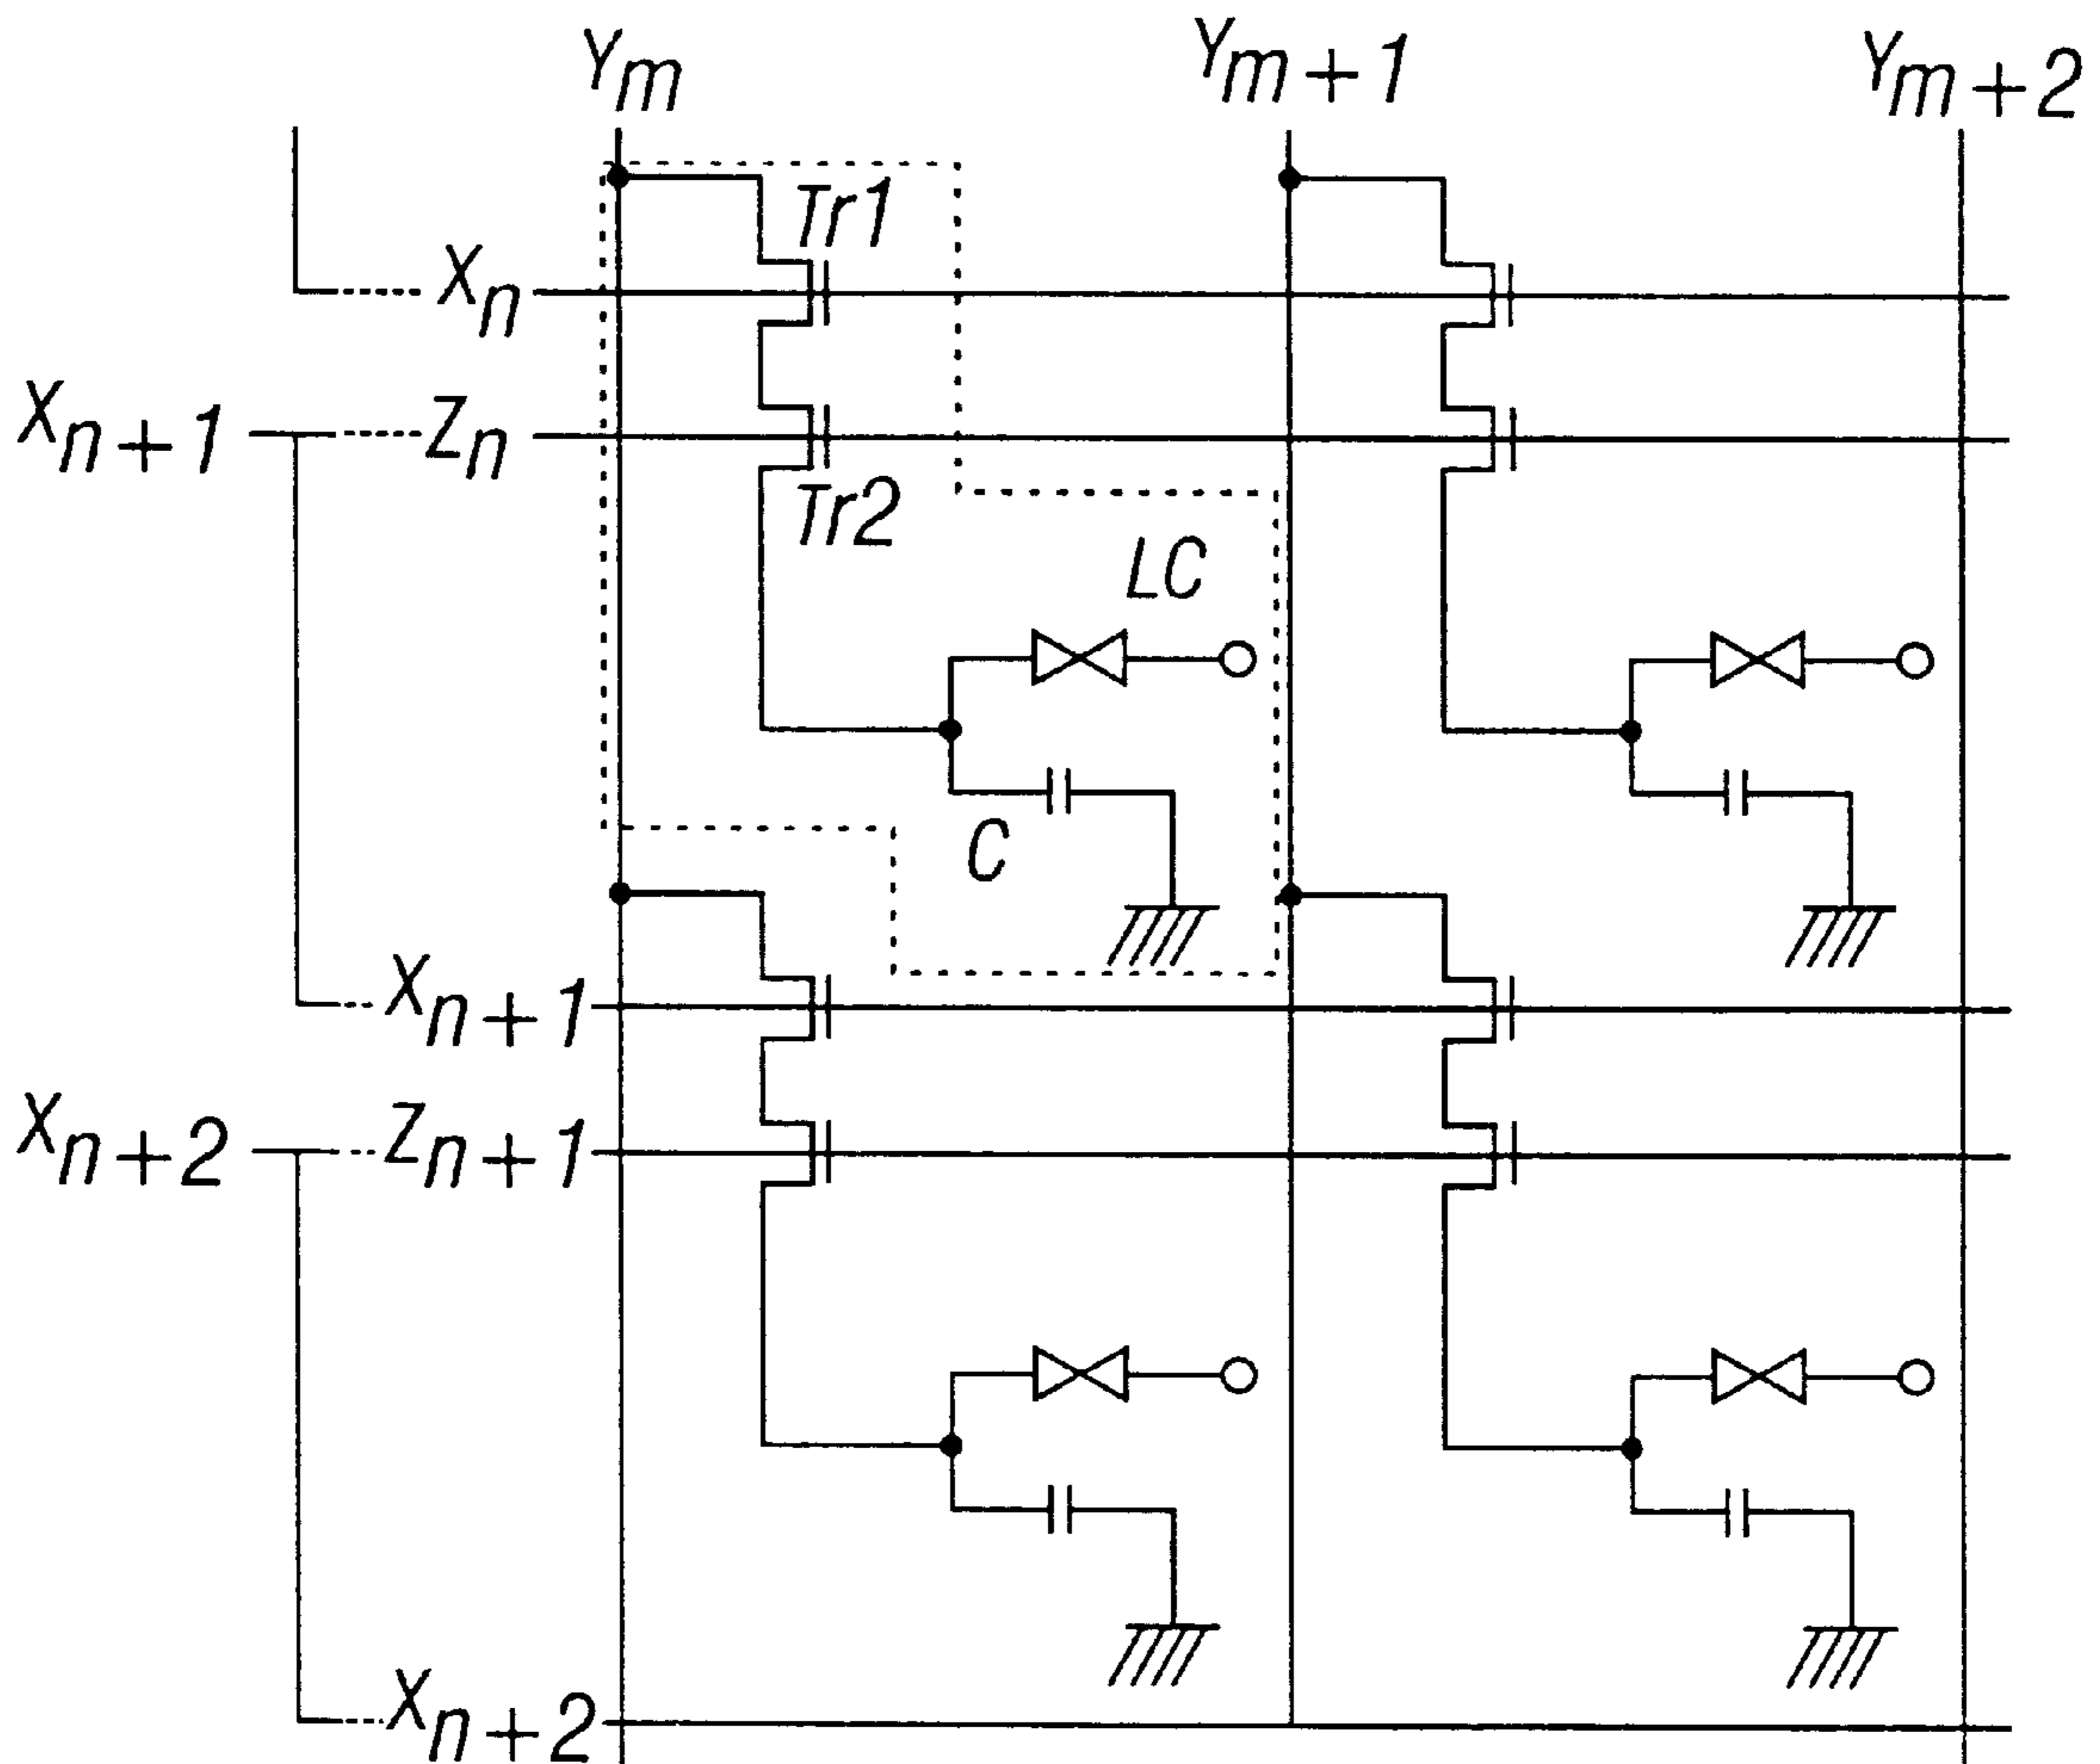 Ym
Ym+1
Ym+2
Tr1
Xn
Xn+1
Zn
Tr2
LC
C
Xn+1
Xn+2
Zn+1
Xn+2